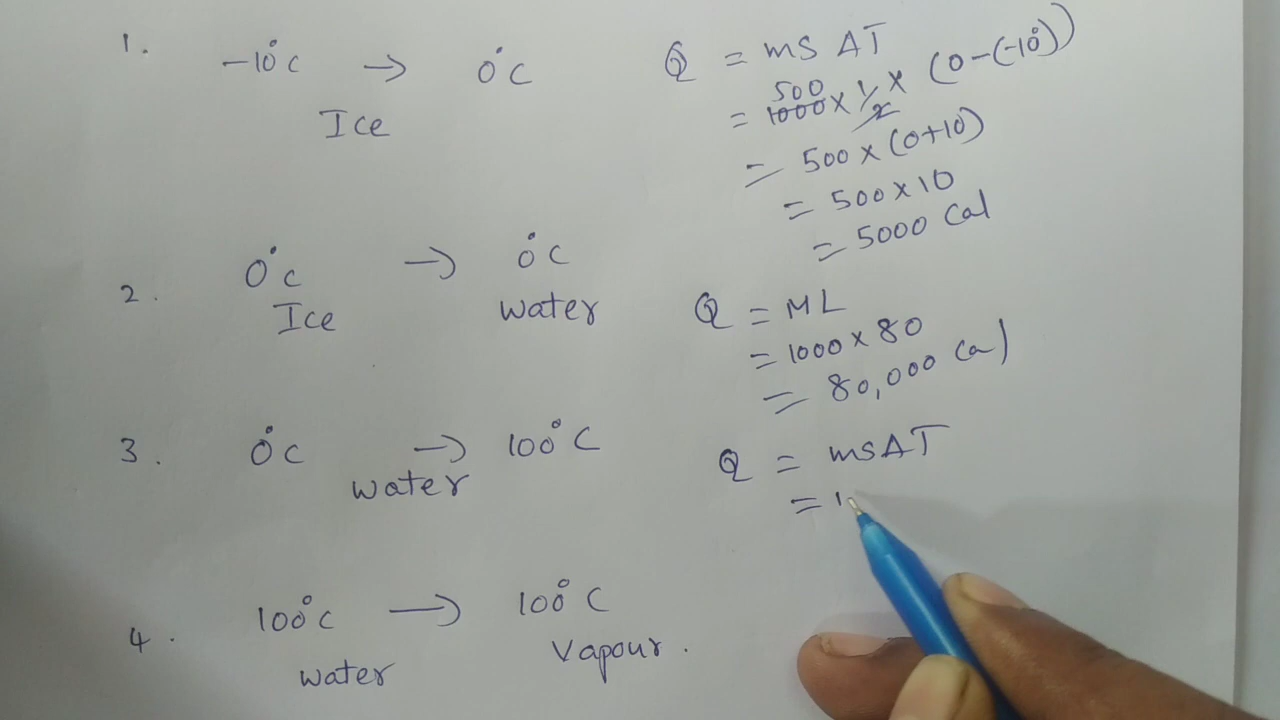 1. -10°C → 0°C
Ice
Q = ms ΔT
500
= 1000 × 1/2 × (0-(-10°))
= 500 × (0+10)
= 500 × 10
= 5000 Cal
2. 0°C → 0°C
Ice water
Q = ML
= 1000 × 80
= 80,000 Cal
3. 0°C → 100°C
water
Q = msΔT
= 1
4. 100°C → 100°C
water Vapour.